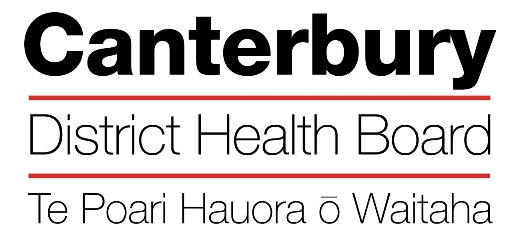 Canterbury
District Health Board
Te Poari Hauora ō Waitaha